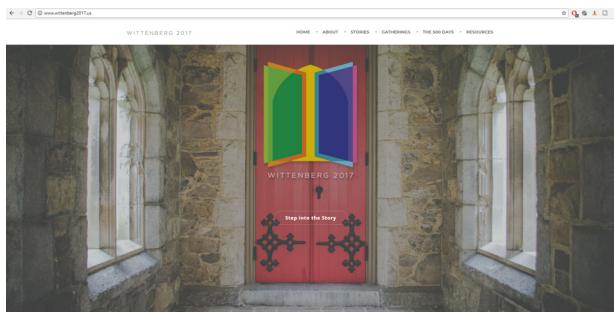 www.wittenberg2017.us
WITTENBERG 2017
HOME • ABOUT • STORIES • GATHERINGS • THE 500 DAYS • RESOURCES
WITTENBERG 2017
Step into the Story